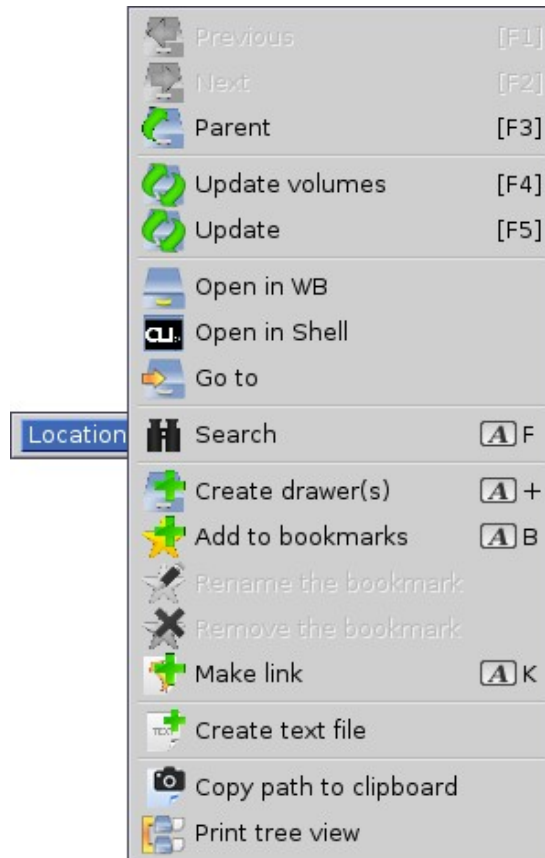 Previous [F1]
Next [F2]
Parent [F3]
Update volumes [F4]
Update [F5]
Open in WB
Open in Shell
Go to
Location
Search A F
Create drawer(s) A +
Add to bookmarks A B
Rename the bookmark
Remove the bookmark
Make link A K
Create text file
Copy path to clipboard
Print tree view